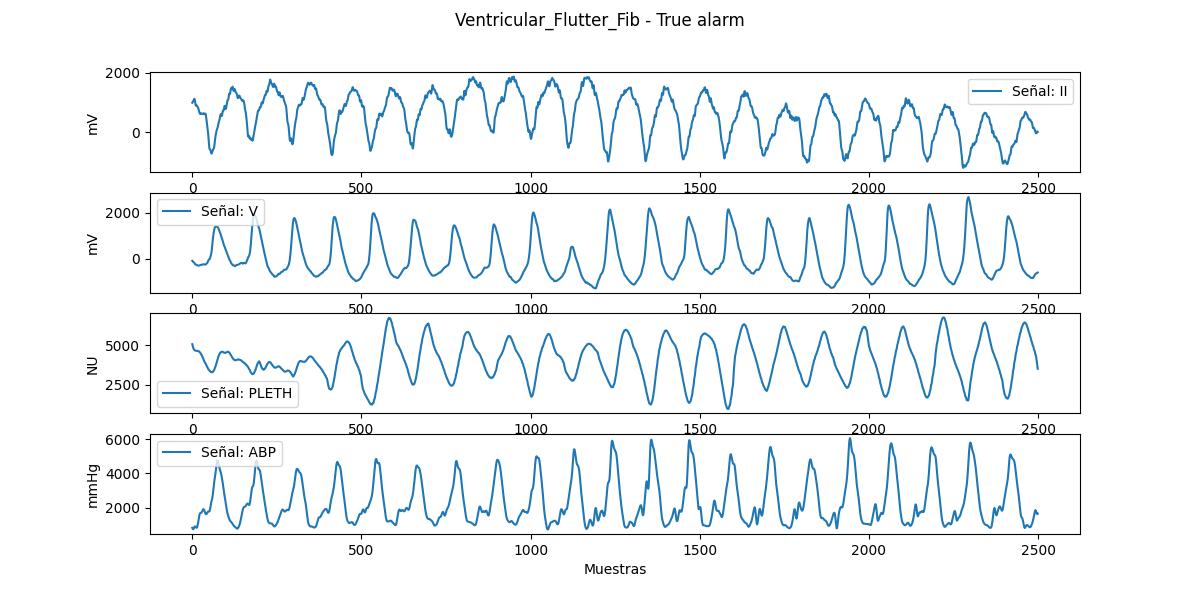 Ventricular_Flutter_Fib - True alarm
2000
0
mV
Señal: II
0 500 1000 1500 2000 2500
2000
0
mV
Señal: V
0 500 1000 1500 2000 2500
5000
2500
NU
Señal: PLETH
0 500 1000 1500 2000 2500
6000
4000
2000
mmHg
Señal: ABP
0 500 1000 1500 2000 2500
Muestras